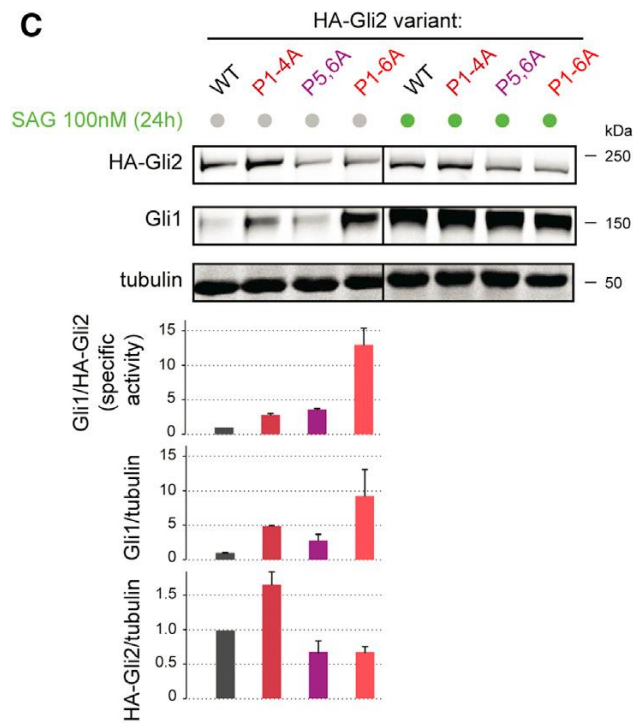 C
HA-Gli2 variant:
WT P1-4A P5,6A P1-6A WT P1-4A P5,6A P1-6A
SAG 100nM (24h)
kDa
HA-Gli2 250
Gli1 150
tubulin 50
Gli1/HA-Gli2
(specific
activity)
15
10
5
0
Gli1/tubulin
15
10
5
0
HA-Gli2/tubulin
1.5
1.0
0.5
0